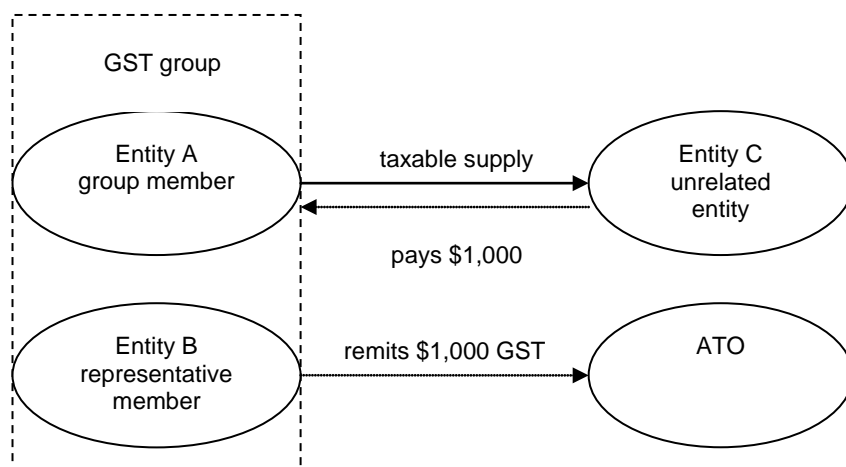 GST group
Entity A
group member
taxable supply
Entity C
unrelated
entity
pays $1,000
Entity B
representative
member
remits $1,000 GST
ATO